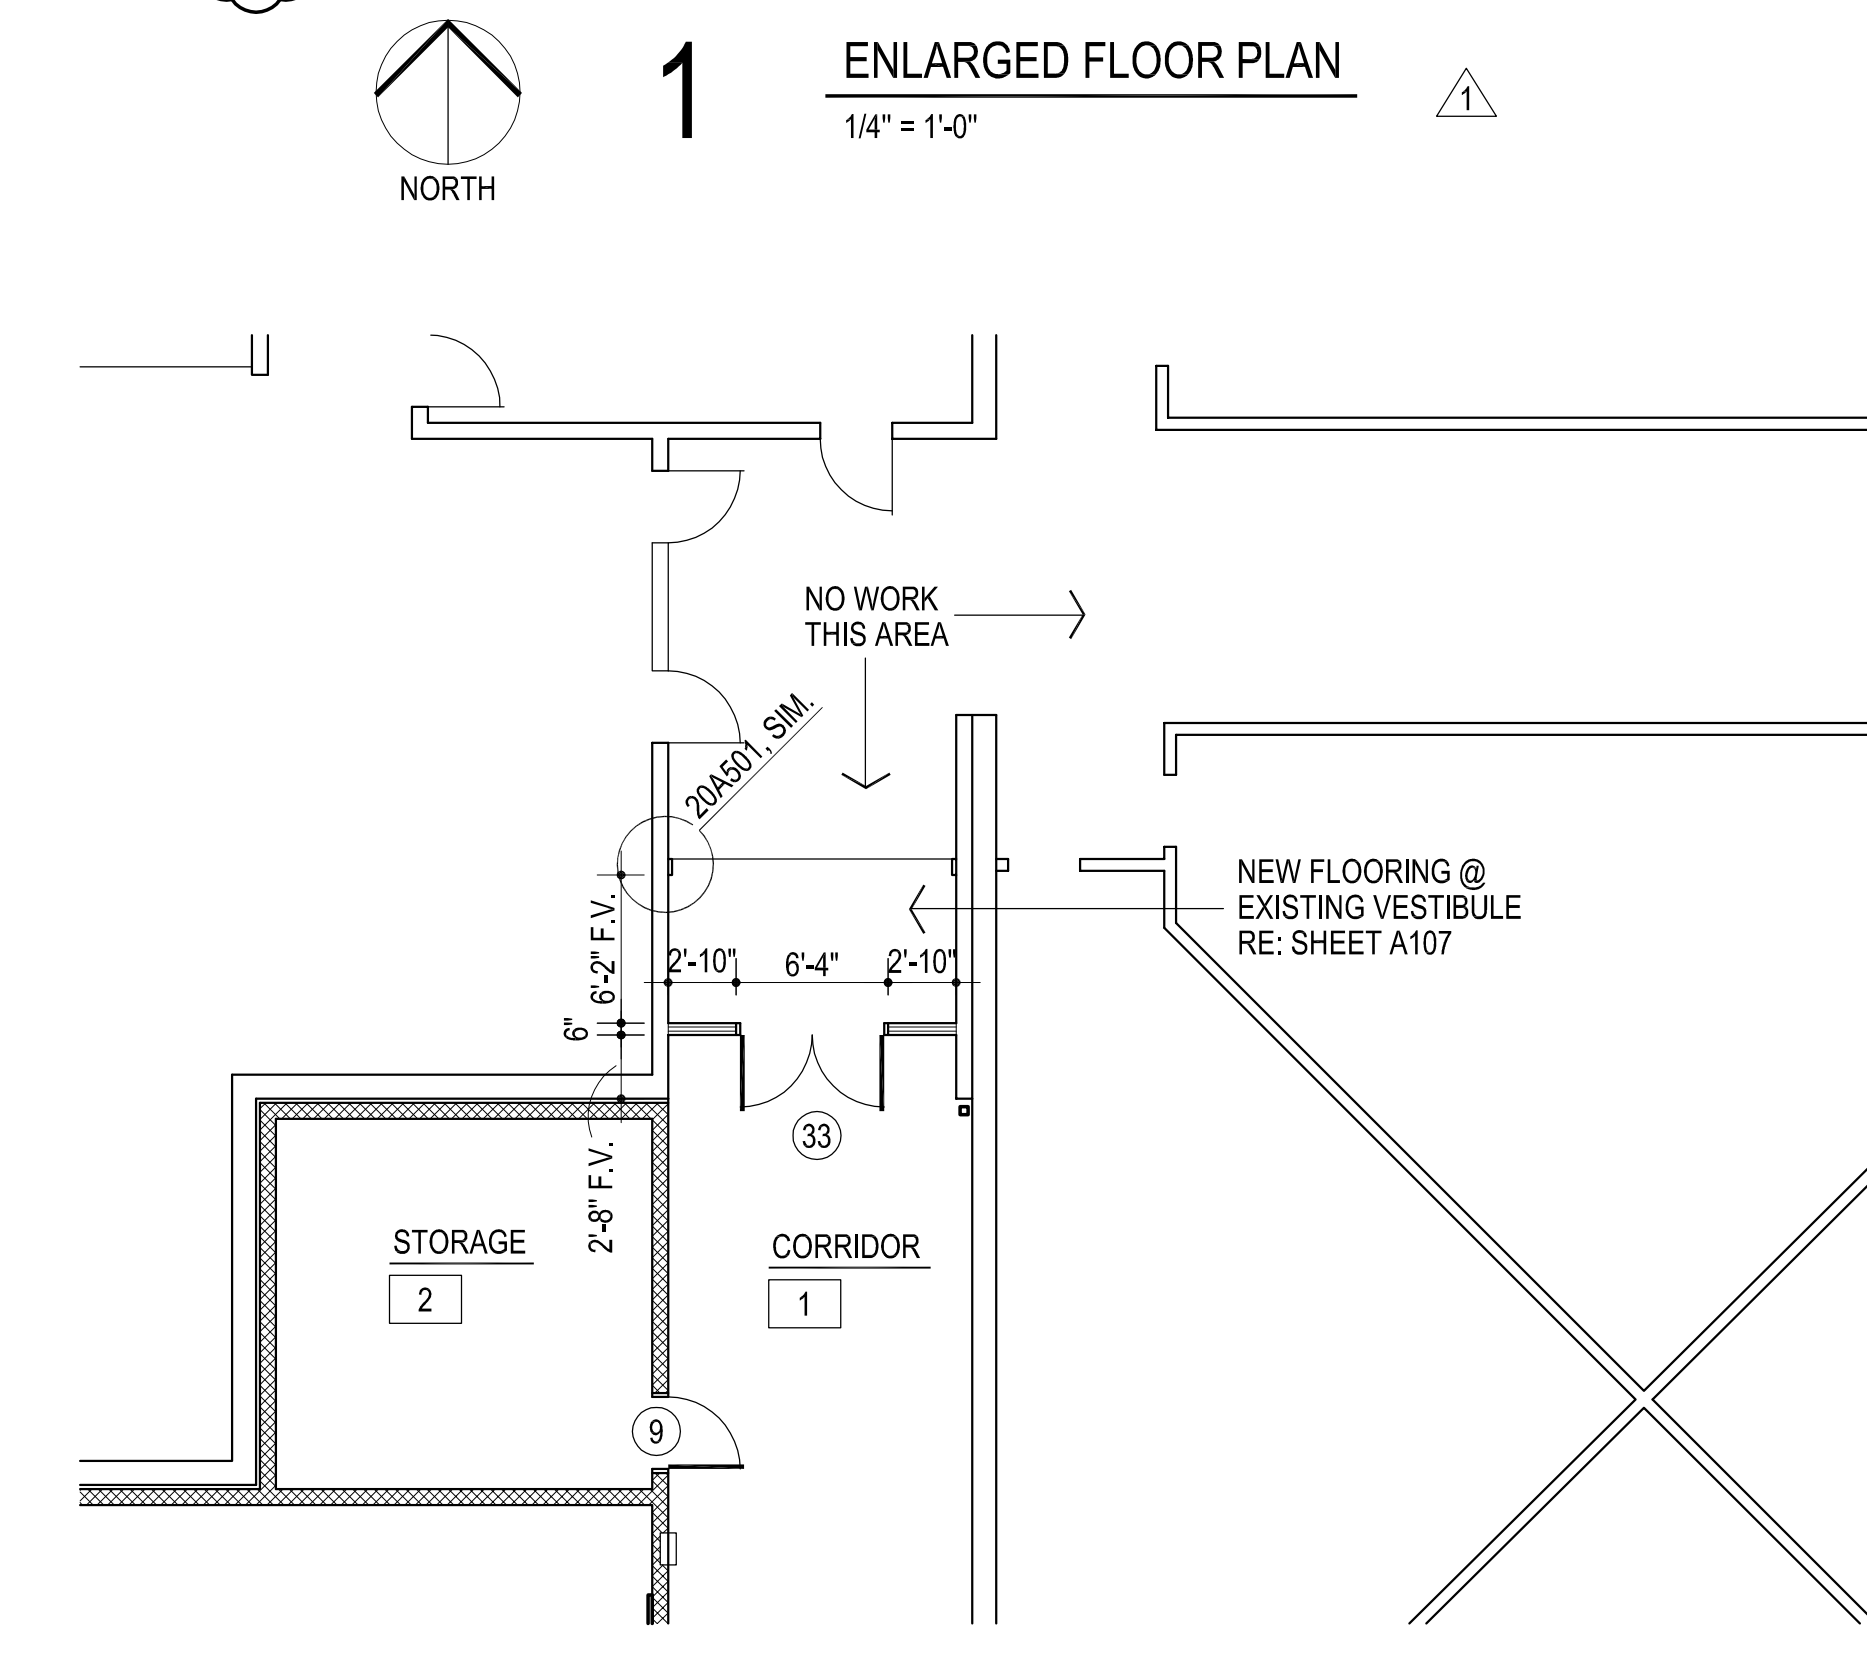 1
ENLARGED FLOOR PLAN
1/4" = 1'-0"
1
NORTH
NO WORK
THIS AREA
20A501, SIM.
NEW FLOORING @
EXISTING VESTIBULE
RE: SHEET A107
6'-2" F.V.
2'-10"
6'-4"
2'-10"
6"
33
2'-8" F.V.
STORAGE
2
CORRIDOR
1
9